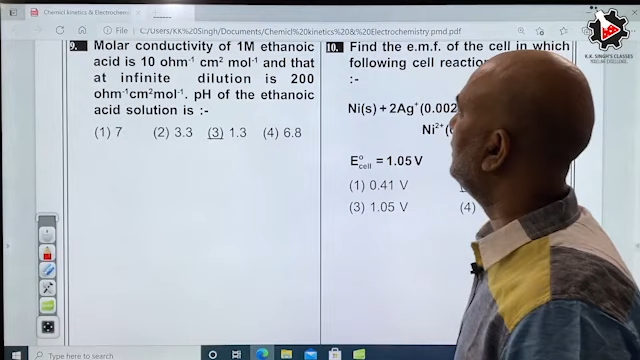 Chemicl kinetics & Electrochemis
File C:/Users/KK%20Singh/Documents/Chemicl%20kinetics%20&%20Electrochemistry.pmd.pdf
K.K. SINGH'S CLASSES
9. Molar conductivity of 1M ethanoic
acid is 10 ohm⁻¹ cm² mol⁻¹ and that
at infinite dilution is 200
ohm⁻¹cm²mol⁻¹. pH of the ethanoic
acid solution is :-
(1) 7 (2) 3.3 (3) 1.3 (4) 6.8
10. Find the e.m.f. of the cell in which
following cell reaction
:-
Ni(s) + 2Ag⁺(0.002
Ni²⁺(
E°cell = 1.05 V
(1) 0.41 V
(3) 1.05 V (4)
Type here to search